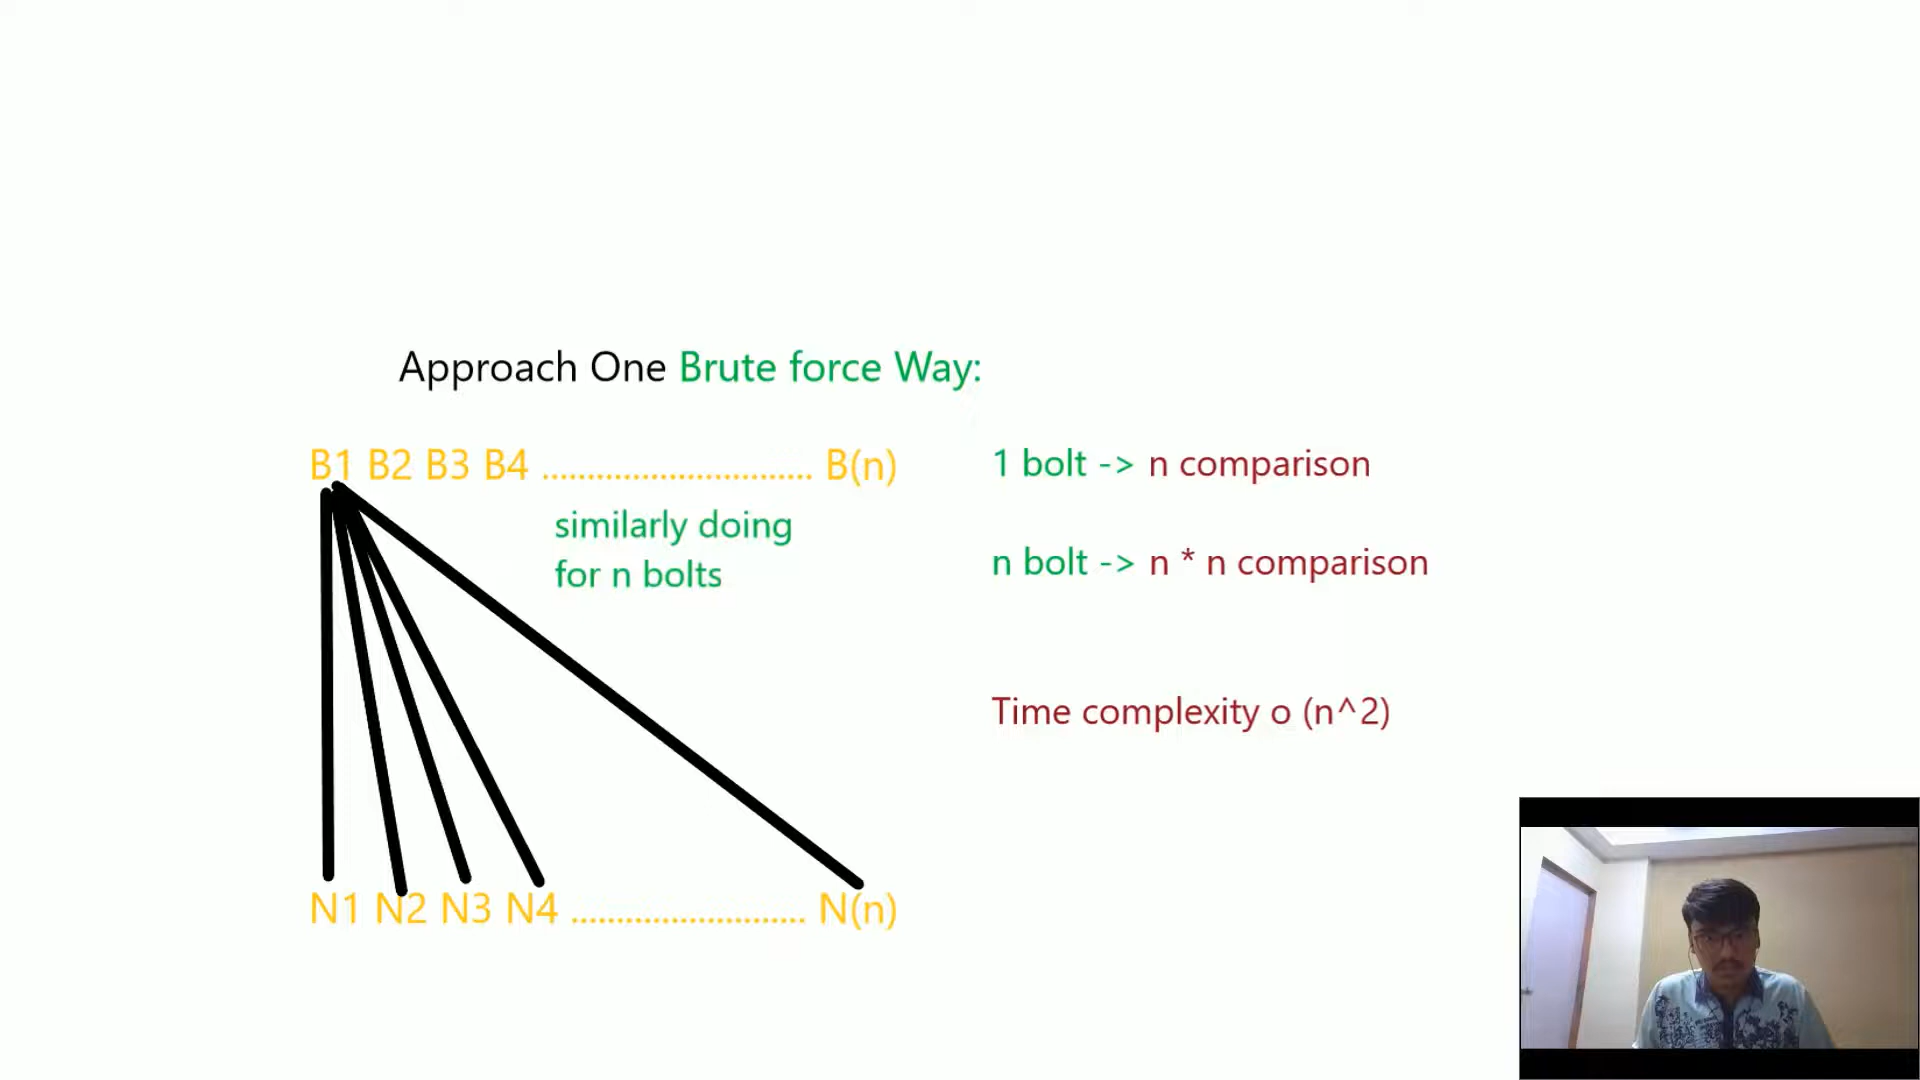 Approach One Brute force Way:
B1 B2 B3 B4 .............................. B(n)
similarly doing
for n bolts
N1 N2 N3 N4 .......................... N(n)
1 bolt -> n comparison
n bolt -> n * n comparison
Time complexity o (n^2)